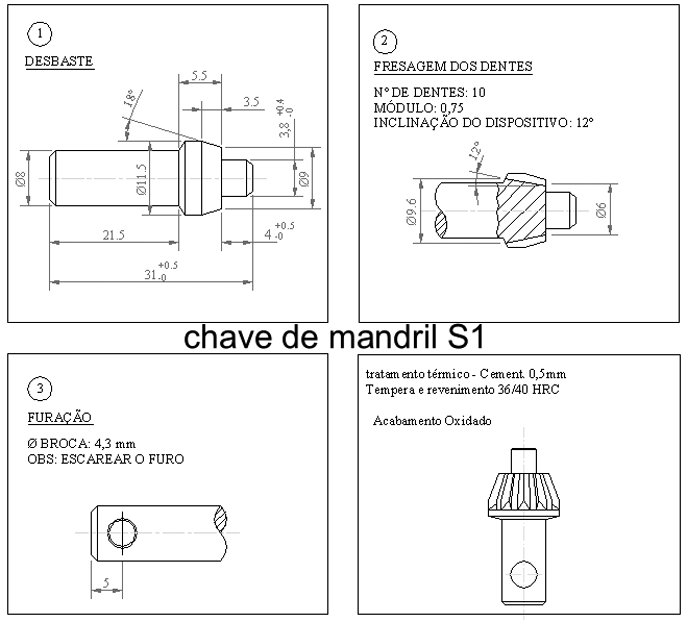 1
DESBASTE
5.5
3.5
18°
3,8 +0.4 -0
Ø8
Ø11.5
Ø9
21.5
4 +0.5 -0
31 +0.5 -0
2
FRESAGEM DOS DENTES
Nº DE DENTES: 10
MÓDULO: 0,75
INCLINAÇÃO DO DISPOSITIVO: 12°
12°
Ø9.6
Ø6
chave de mandril S1
3
FURAÇÃO
Ø BROCA: 4,3 mm
OBS: ESCAREAR O FURO
5
tratamento térmico - Cement. 0,5mm
Tempera e revenimento 36/40 HRC
Acabamento Oxidado